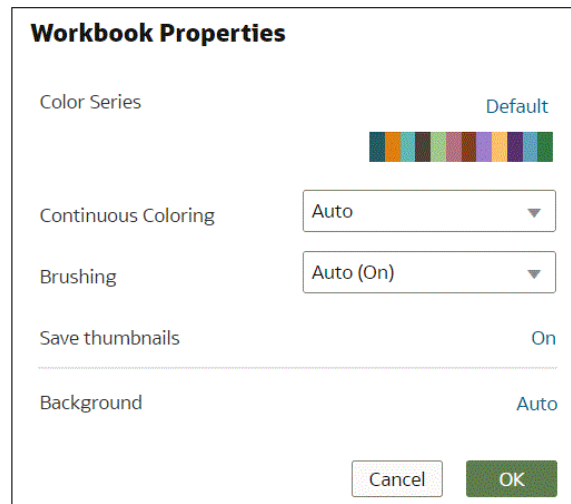 Workbook Properties
Color Series Default
Continuous Coloring Auto
Brushing Auto (On)
Save thumbnails On
Background Auto
Cancel OK